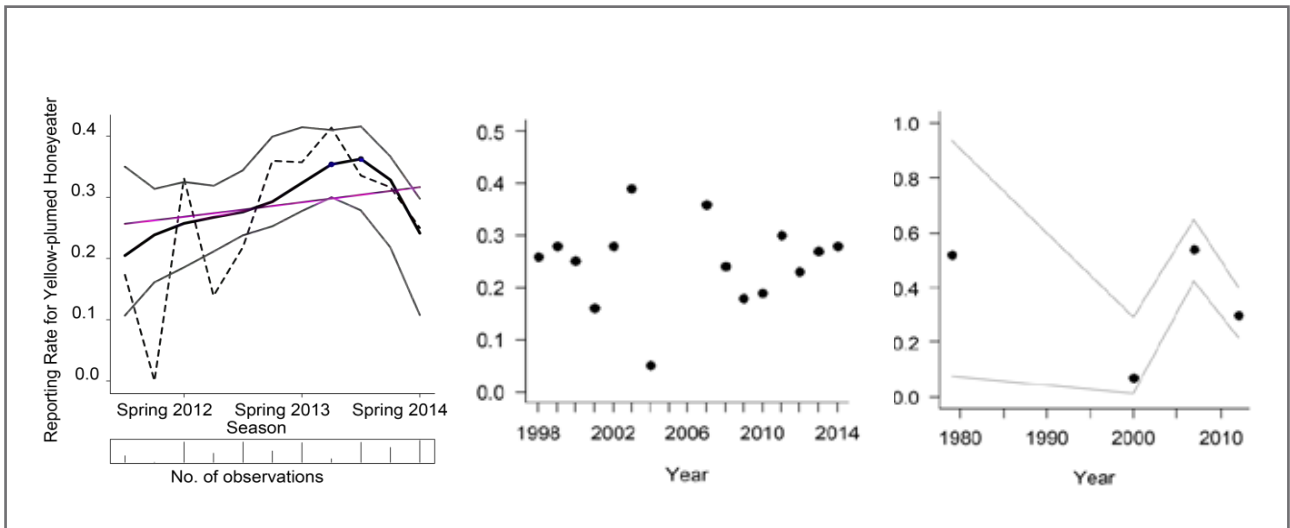 Reporting Rate for Yellow-plumed Honeyeater
0.4
0.3
0.2
0.1
0.0
Spring 2012 Spring 2013 Spring 2014
Season
No. of observations
0.5
0.4
0.3
0.2
0.1
0.0
1998 2002 2006 2010 2014
Year
1.0
0.8
0.6
0.4
0.2
0.0
1980 1990 2000 2010
Year